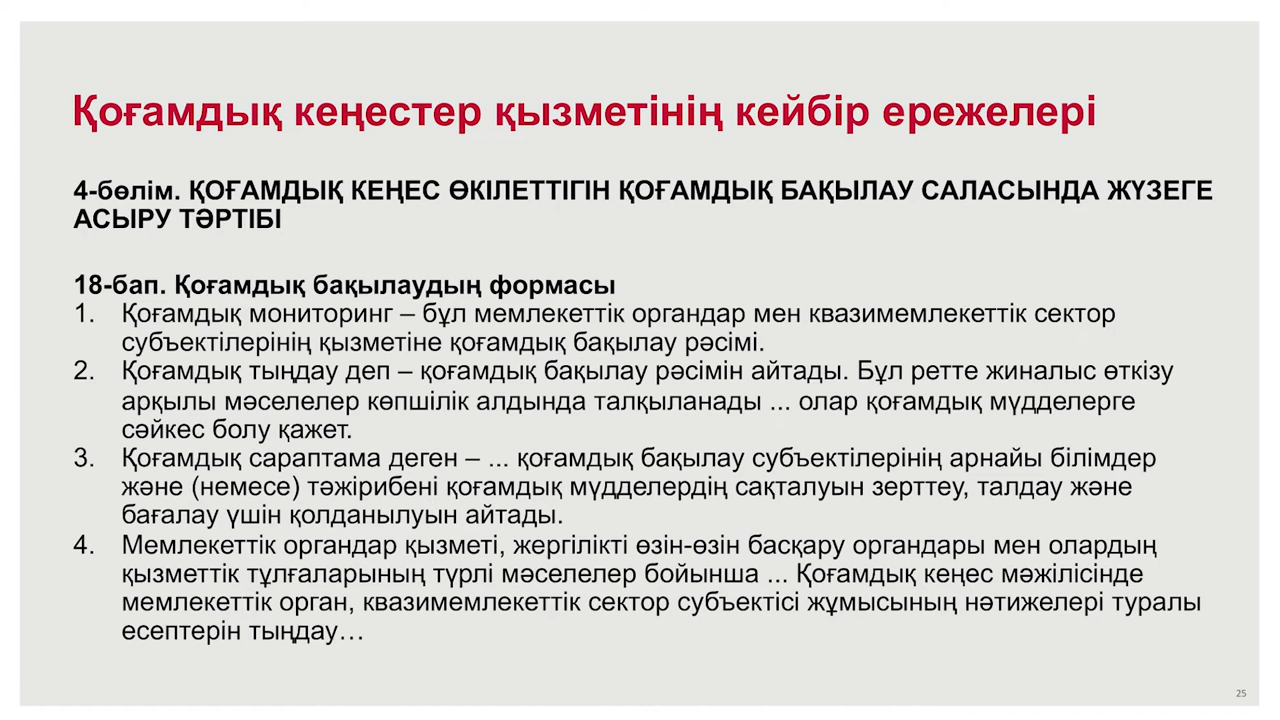 Қоғамдық кеңестер қызметінің кейбір ережелері
4-бөлім. ҚОҒАМДЫҚ КЕҢЕС ӨКІЛЕТТІГІН ҚОҒАМДЫҚ БАҚЫЛАУ САЛАСЫНДА ЖҮЗЕГЕ
АСЫРУ ТӘРТІБІ
18-бап. Қоғамдық бақылаудың формасы
1. Қоғамдық мониторинг – бұл мемлекеттік органдар мен квазимемлекеттік сектор
субъектілерінің қызметіне қоғамдық бақылау рәсімі.
2. Қоғамдық тыңдау деп – қоғамдық бақылау рәсімін айтады. Бұл ретте жиналыс өткізу
арқылы мәселелер көпшілік алдында талқыланады ... олар қоғамдық мүдделерге
сәйкес болу қажет.
3. Қоғамдық сараптама деген – ... қоғамдық бақылау субъектілерінің арнайы білімдер
және (немесе) тәжірибені қоғамдық мүдделердің сақталуын зерттеу, талдау және
бағалау үшін қолданылуын айтады.
4. Мемлекеттік органдар қызметі, жергілікті өзін-өзін басқару органдары мен олардың
қызметтік тұлғаларының түрлі мәселелер бойынша ... Қоғамдық кеңес мәжілісінде
мемлекеттік орган, квазимемлекеттік сектор субъектісі жұмысының нәтижелері туралы
есептерін тыңдау…
25